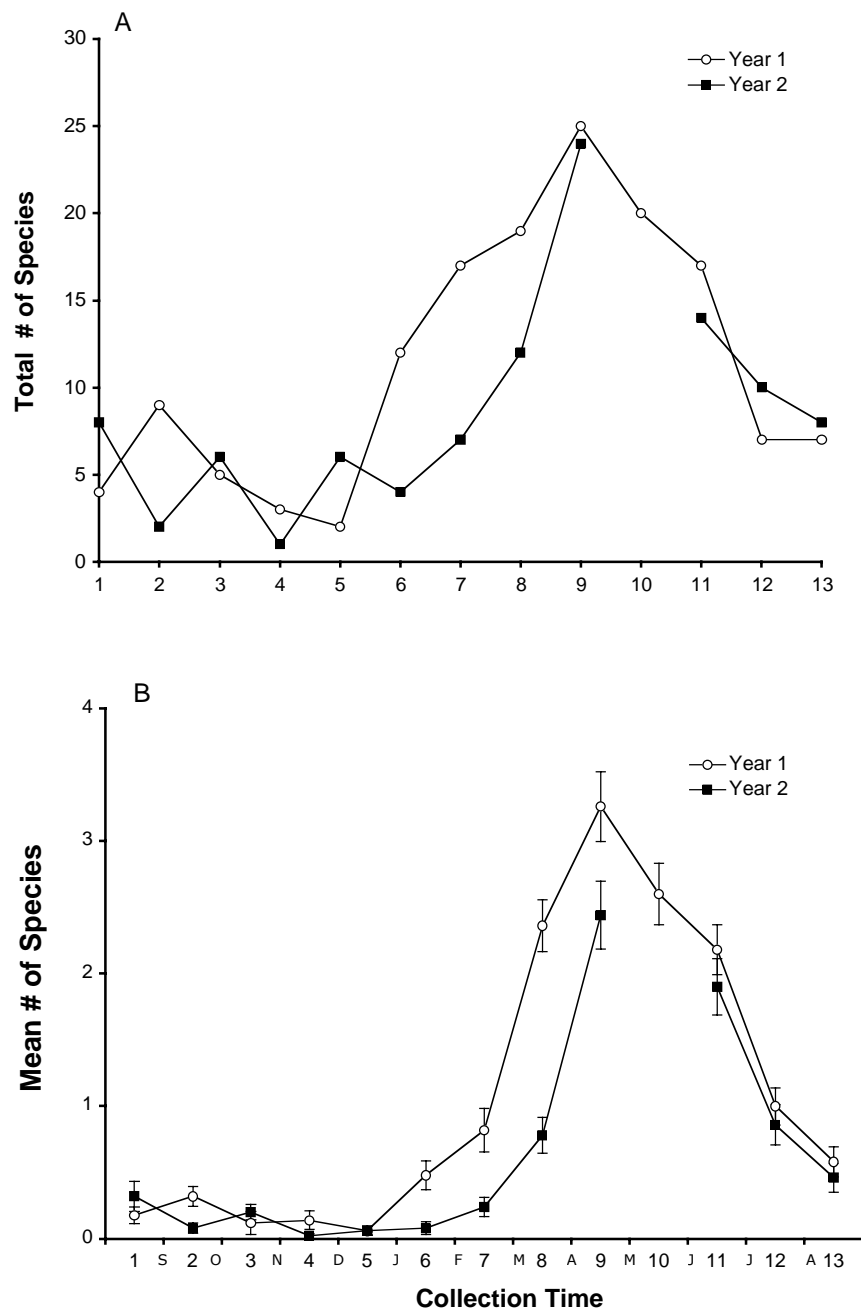 A
30
25
20
15
10
5
0
Total # of Species
Year 1
Year 2
1 2 3 4 5 6 7 8 9 10 11 12 13
B
4
3
2
1
0
Mean # of Species
Year 1
Year 2
1 S 2 O 3 N 4 D 5 J 6 F 7 M 8 A 9 M 10 J 11 J 12 A 13
Collection Time